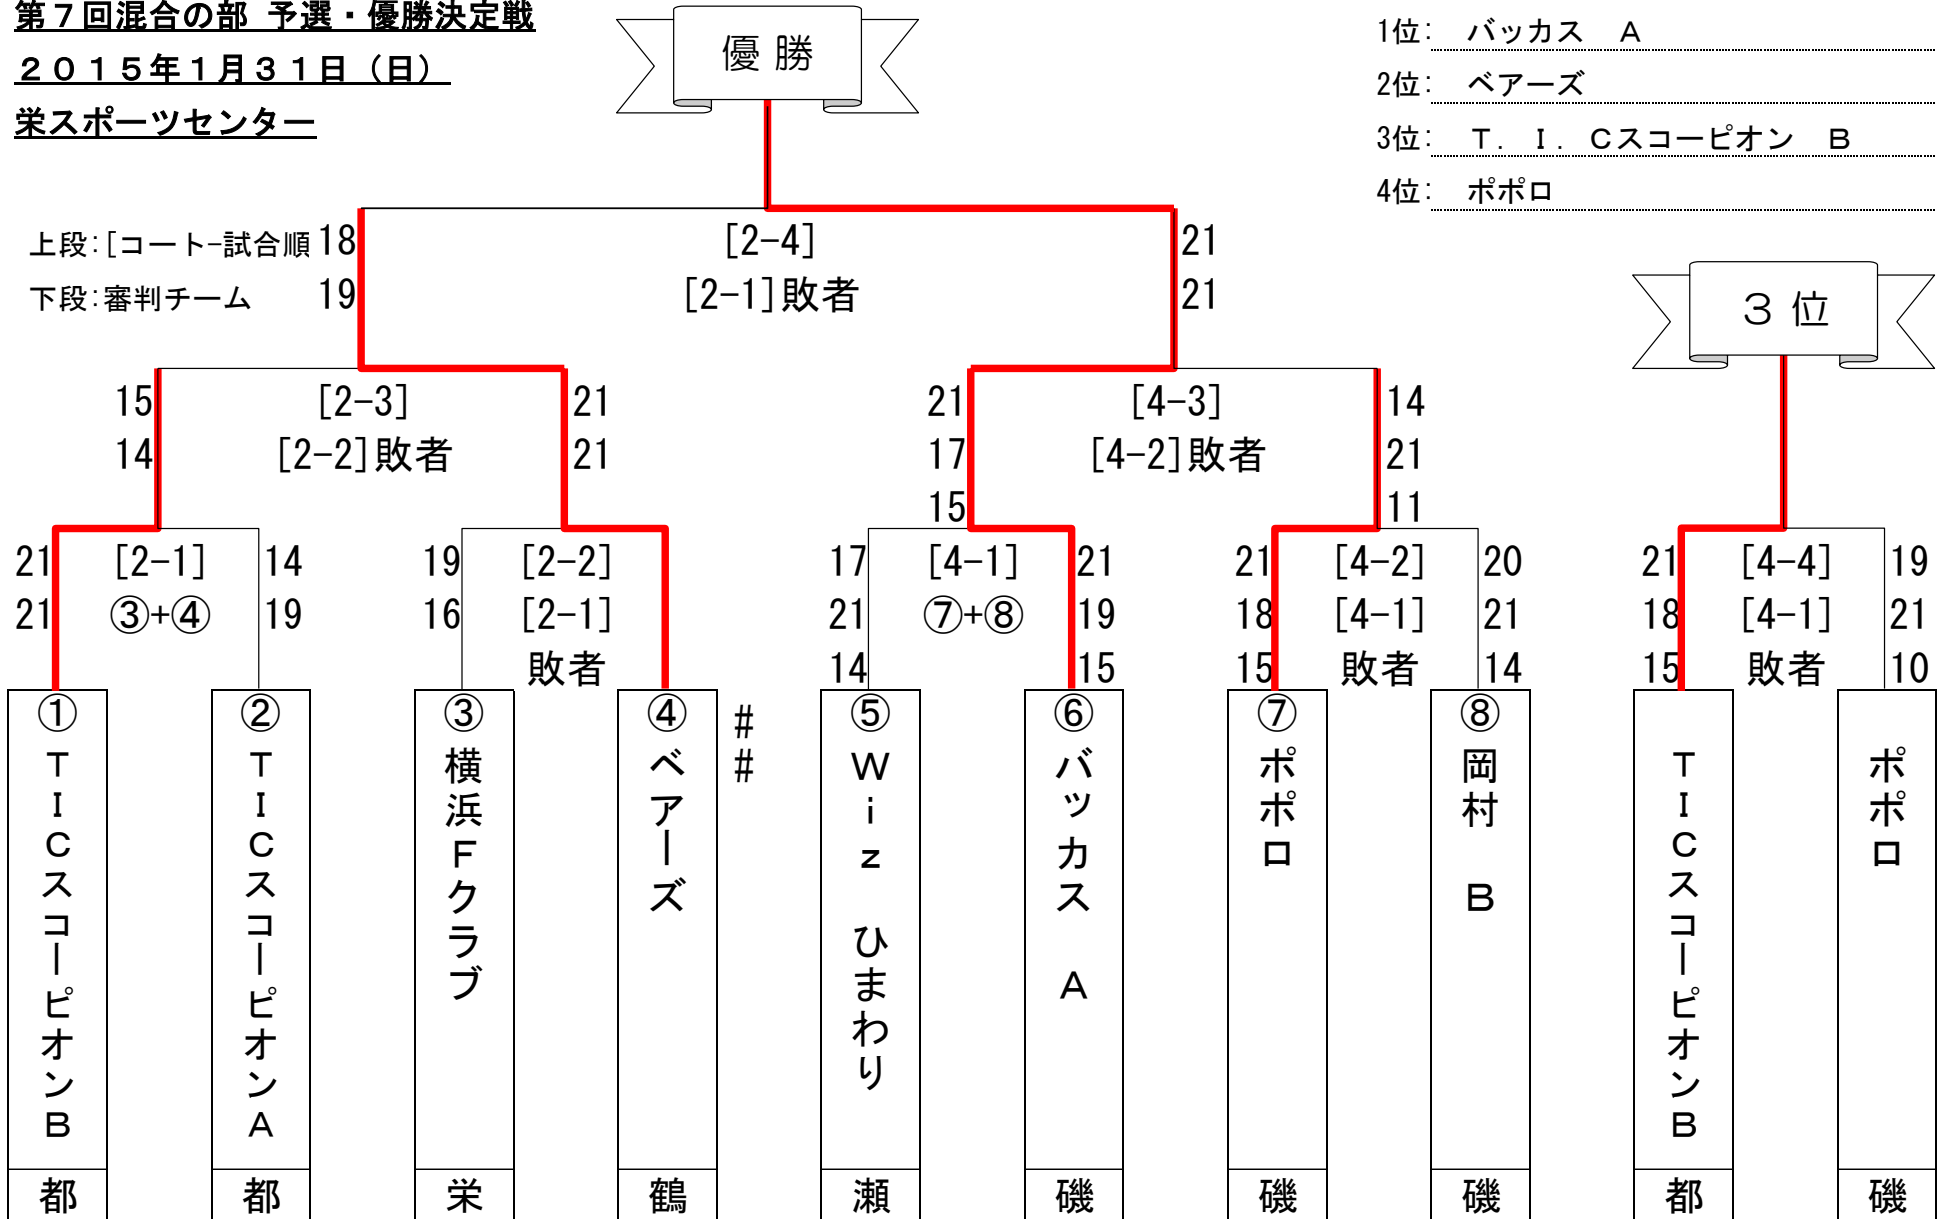 第７回混合の部 予選・優勝決定戦
２０１５年１月３１日（日）
栄スポーツセンター
優 勝
1位: バッカス　Ａ
2位: ベアーズ
3位: Ｔ．Ｉ．Ｃスコーピオン　Ｂ
4位: ポポロ
３ 位
上段:[コート-試合順 18 [2-4] 21
下段:審判チーム 19 [2-1]敗者 21
15 [2-3] 21 21 [4-3] 14
14 [2-2]敗者 21 17 [4-2]敗者 21
15 11
21 [2-1] 14 19 [2-2] 17 [4-1] 21 21 [4-2] 20 21 [4-4] 19
21 ③+④ 19 16 [2-1] 21 ⑦+⑧ 19 18 [4-1] 21 18 [4-1] 21
敗者 14 15 15 敗者 14 15 敗者 10
① ＴＩＣスコーピオンＢ 都
② ＴＩＣスコーピオンＡ 都
③ 横浜Ｆクラブ 栄
④ ベアーズ 鶴
##
⑤ Ｗｉｚ　ひまわり 瀬
⑥ バッカス　Ａ 磯
⑦ ポポロ 磯
⑧ 岡村　Ｂ 磯
ＴＩＣスコーピオンＢ 都
ポポロ 磯